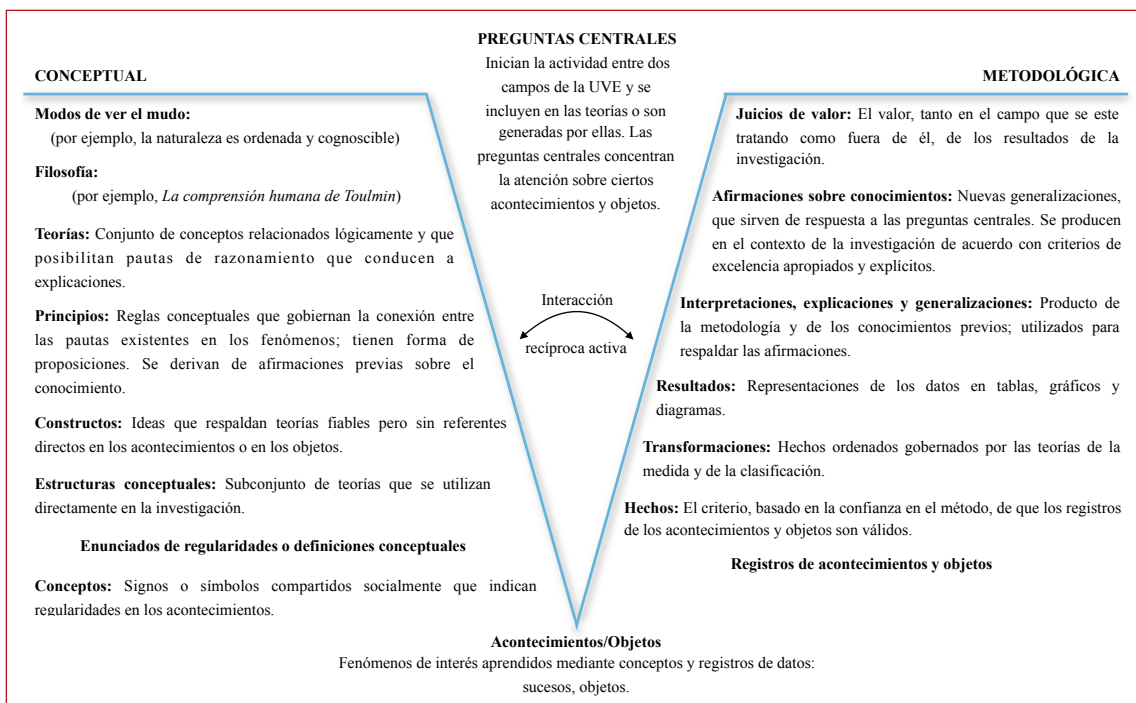 PREGUNTAS CENTRALES
Inician la actividad entre dos
campos de la UVE y se
incluyen en las teorías o son
generadas por ellas. Las
preguntas centrales concentran
la atención sobre ciertos
acontecimientos y objetos.
CONCEPTUAL
Modos de ver el mudo:
(por ejemplo, la naturaleza es ordenada y cognoscible)
Filosofía:
(por ejemplo, La comprensión humana de Toulmin)
Teorías: Conjunto de conceptos relacionados lógicamente y que
posibilitan pautas de razonamiento que conducen a
explicaciones.
Principios: Reglas conceptuales que gobiernan la conexión entre
las pautas existentes en los fenómenos; tienen forma de
proposiciones. Se derivan de afirmaciones previas sobre el
conocimiento.
Constructos: Ideas que respaldan teorías fiables pero sin referentes
directos en los acontecimientos o en los objetos.
Estructuras conceptuales: Subconjunto de teorías que se utilizan
directamente en la investigación.
Enunciados de regularidades o definiciones conceptuales
Conceptos: Signos o símbolos compartidos socialmente que indican
regularidades en los acontecimientos.
Interacción
recíproca activa
METODOLÓGICA
Juicios de valor: El valor, tanto en el campo que se este
tratando como fuera de él, de los resultados de la
investigación.
Afirmaciones sobre conocimientos: Nuevas generalizaciones,
que sirven de respuesta a las preguntas centrales. Se producen
en el contexto de la investigación de acuerdo con criterios de
excelencia apropiados y explícitos.
Interpretaciones, explicaciones y generalizaciones: Producto de
la metodología y de los conocimientos previos; utilizados para
respaldar las afirmaciones.
Resultados: Representaciones de los datos en tablas, gráficos y
diagramas.
Transformaciones: Hechos ordenados gobernados por las teorías de la
medida y de la clasificación.
Hechos: El criterio, basado en la confianza en el método, de que los registros
de los acontecimientos y objetos son válidos.
Registros de acontecimientos y objetos
Acontecimientos/Objetos
Fenómenos de interés aprendidos mediante conceptos y registros de datos:
sucesos, objetos.